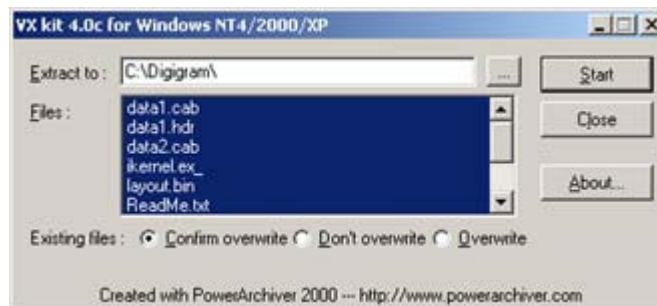 VX kit 4.0c for Windows NT4/2000/XP
Extract to : C:\Digigram\ ... Start
Files : data1.cab
data1.hdr
data2.cab
ikernel.ex_
layout.bin
ReadMe.txt
Close
About...
Existing files : Confirm overwrite Don't overwrite Overwrite
Created with PowerArchiver 2000 --- http://www.powerarchiver.com